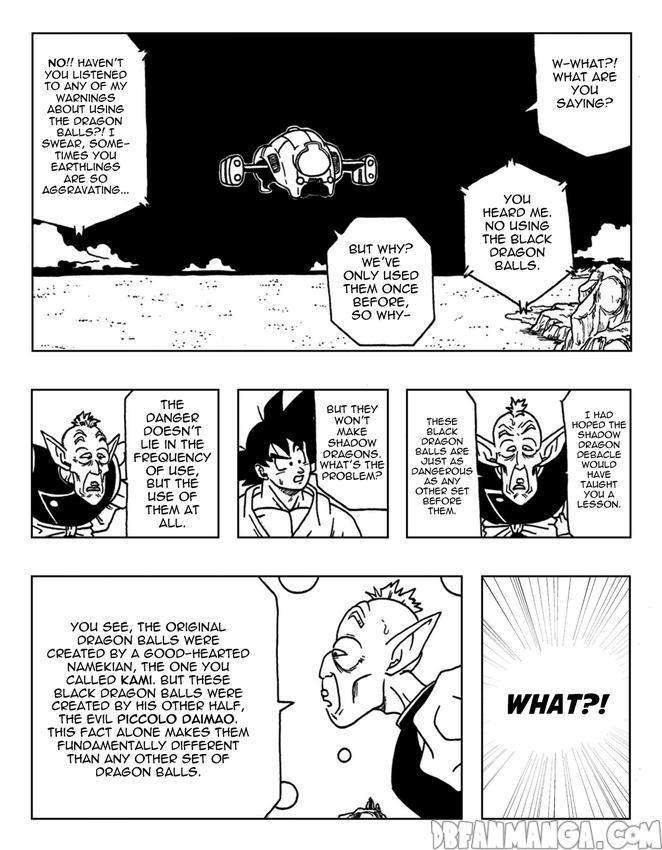 W-WHAT?!
WHAT ARE
YOU
SAYING?
YOU
HEARD ME.
NO USING
THE BLACK
DRAGON
BALLS.
BUT WHY?
WE'VE
ONLY USED
THEM ONCE
BEFORE,
SO WHY-
NO!! HAVEN'T
YOU LISTENED
TO ANY OF MY
WARNINGS
ABOUT USING
THE DRAGON
BALLS?! I
SWEAR, SOME-
TIMES YOU
EARTHLINGS
ARE SO
AGGRAVATING...
I HAD
HOPED THE
SHADOW
DRAGON
DEBACLE
WOULD
HAVE
TAUGHT
YOU A
LESSON.
THESE
BLACK
DRAGON
BALLS ARE
JUST AS
DANGEROUS
AS ANY
OTHER SET
BEFORE
THEM.
BUT THEY
WON'T
MAKE
SHADOW
DRAGONS.
WHAT'S THE
PROBLEM?
THE
DANGER
DOESN'T
LIE IN THE
FREQUENCY
OF USE,
BUT THE
USE OF
THEM AT
ALL.
WHAT?!
YOU SEE, THE ORIGINAL
DRAGON BALLS WERE
CREATED BY A GOOD-HEARTED
NAMEKIAN, THE ONE YOU
CALLED KAMI. BUT THESE
BLACK DRAGON BALLS WERE
CREATED BY HIS OTHER HALF,
THE EVIL PICCOLO DAIMAO.
THIS FACT ALONE MAKES THEM
FUNDAMENTALLY DIFFERENT
THAN ANY OTHER SET OF
DRAGON BALLS.
DBFANMANGA.COM